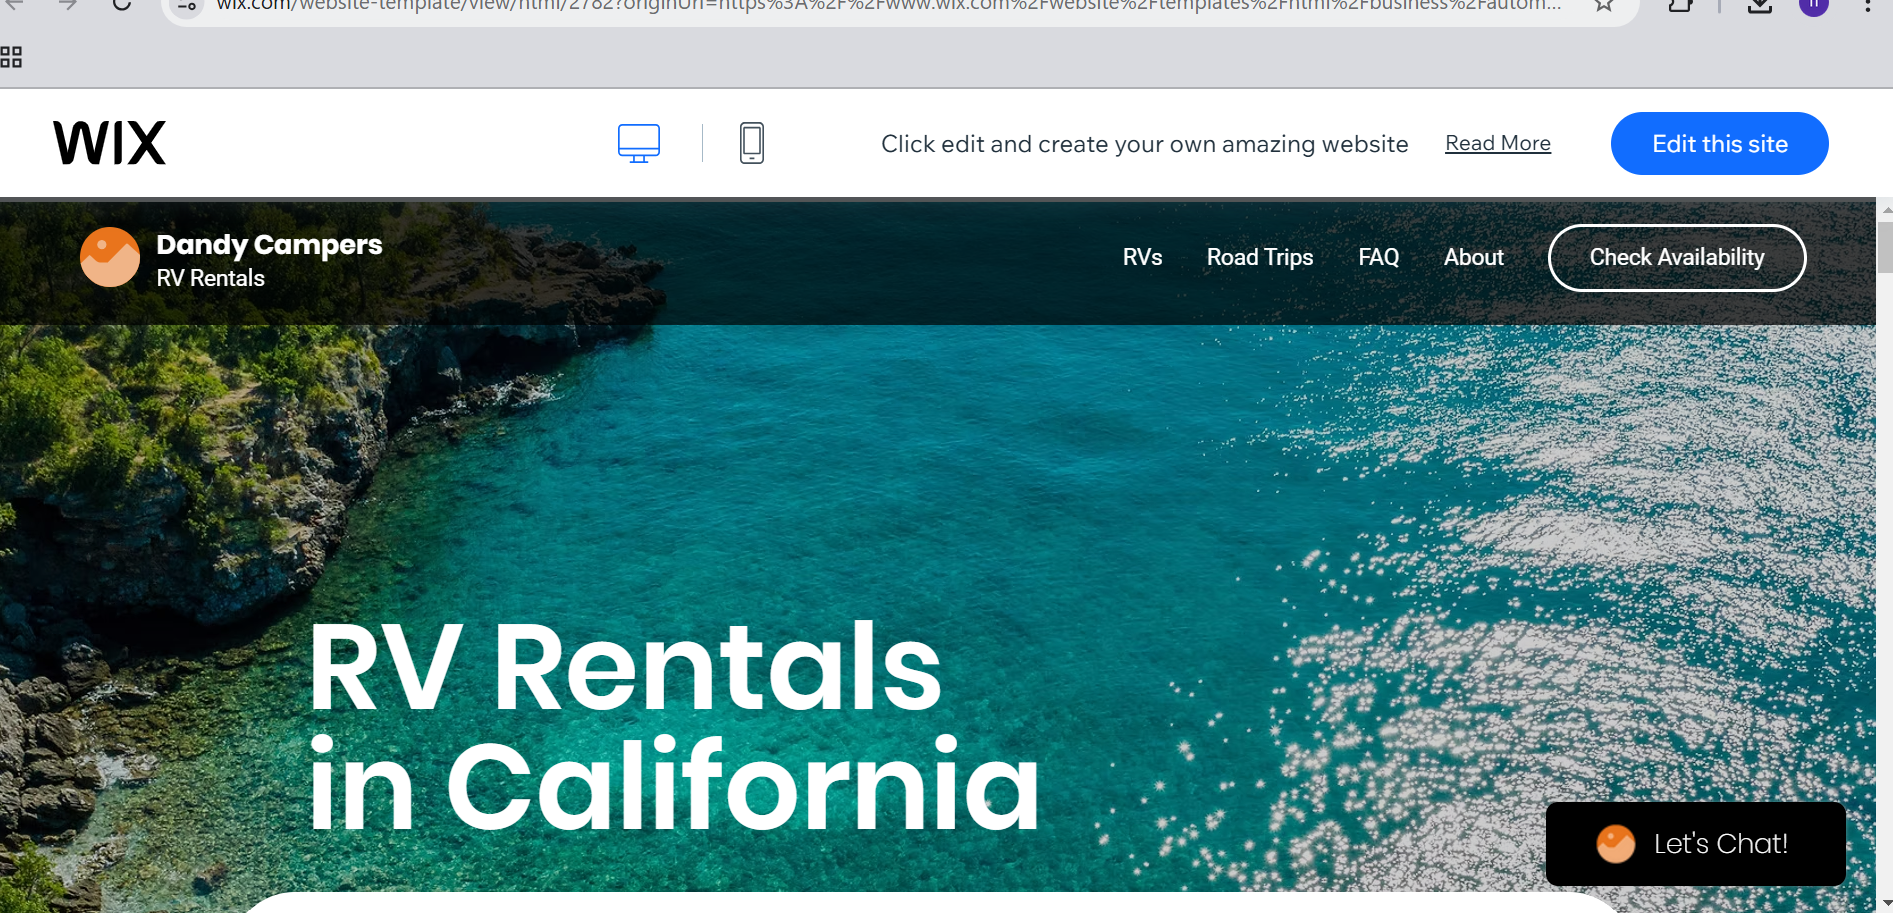 wix.com/website-template/view/html/2782?originUrl=https%3A%2F%2Fwww.wix.com%2Fwebsite%2Ftemplates%2Fhtml%2Fbusiness%2Fautom...
WIX
Click edit and create your own amazing website
Read More
Edit this site
Dandy Campers
RV Rentals
RVs
Road Trips
FAQ
About
Check Availability
RV Rentals
in California
Let's Chat!